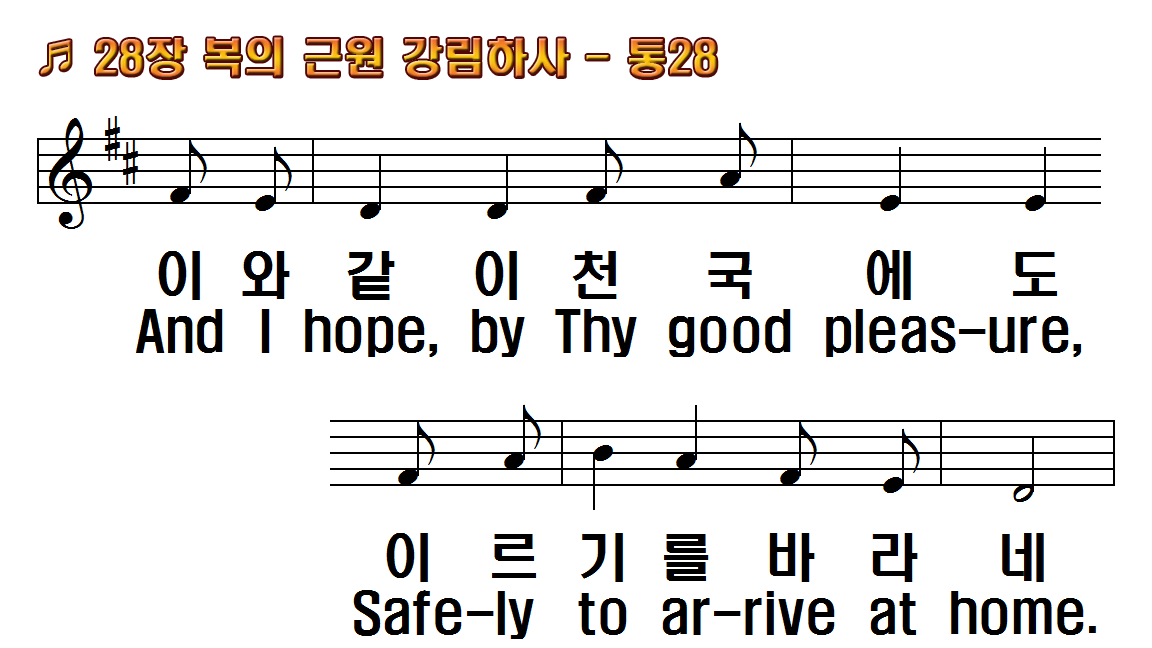 ♬ 28장 복의 근원 강림하사 - 통28
이 와 같 이 천 국 에 도
And I hope, by Thy good pleas-ure,
이 르 기 를 바 라 네
Safe-ly to ar-rive at home.